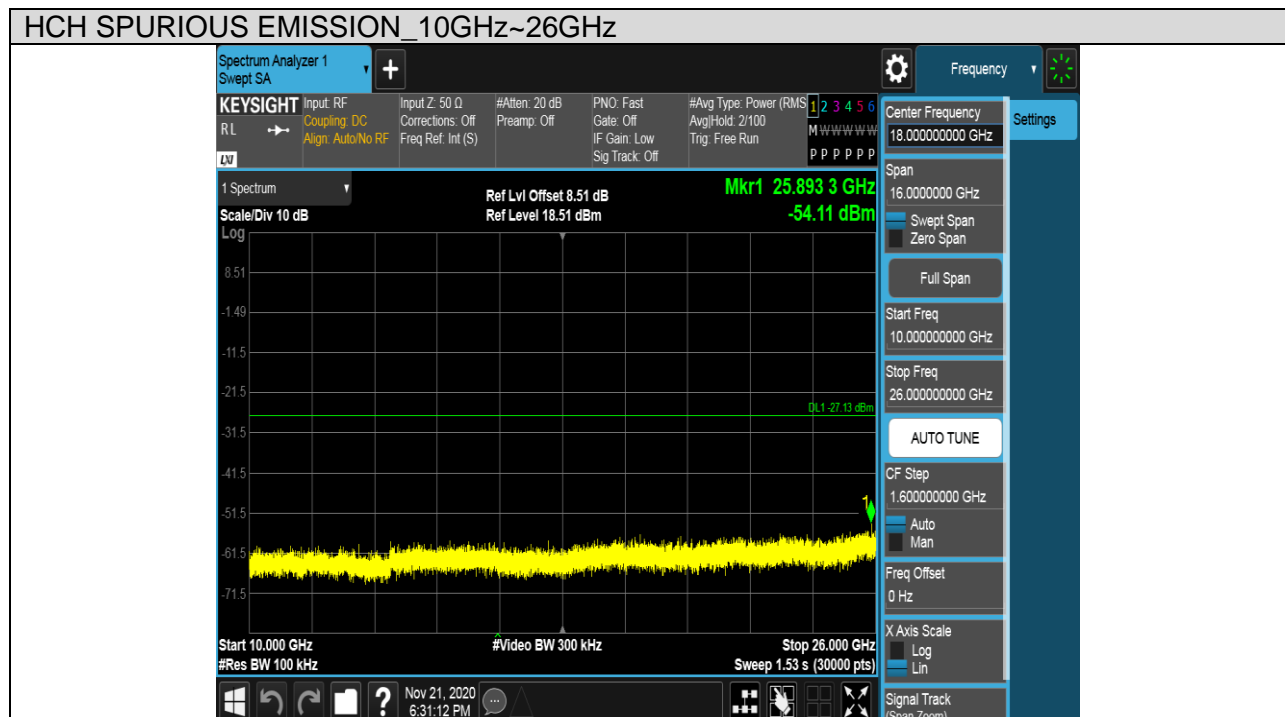 HCH SPURIOUS EMISSION_10GHz~26GHz
Spectrum Analyzer 1
Swept SA
+
Frequency
KEYSIGHT
RL
LXI
Input: RF
Coupling: DC
Align: Auto/No RF
Input Z: 50 Ω
Corrections: Off
Freq Ref: Int (S)
#Atten: 20 dB
Preamp: Off
PNO: Fast
Gate: Off
IF Gain: Low
Sig Track: Off
#Avg Type: Power (RMS
Avg|Hold: 2/100
Trig: Free Run
1 2 3 4 5 6
M W W W W W
P P P P P P
Center Frequency
18.000000000 GHz
Settings
Span
16.0000000 GHz
Swept Span
Zero Span
Full Span
Start Freq
10.000000000 GHz
Stop Freq
26.000000000 GHz
AUTO TUNE
CF Step
1.600000000 GHz
Auto
Man
Freq Offset
0 Hz
X Axis Scale
Log
Lin
Signal Track
(Span Zoom)
1 Spectrum
Scale/Div 10 dB
Ref Lvl Offset 8.51 dB
Ref Level 18.51 dBm
Mkr1 25.893 3 GHz
-54.11 dBm
Log
8.51
-1.49
-11.5
-21.5
DL1 -27.13 dBm
-31.5
-41.5
1
-51.5
-61.5
-71.5
Start 10.000 GHz
#Res BW 100 kHz
#Video BW 300 kHz
Stop 26.000 GHz
Sweep 1.53 s (30000 pts)
?
Nov 21, 2020
6:31:12 PM